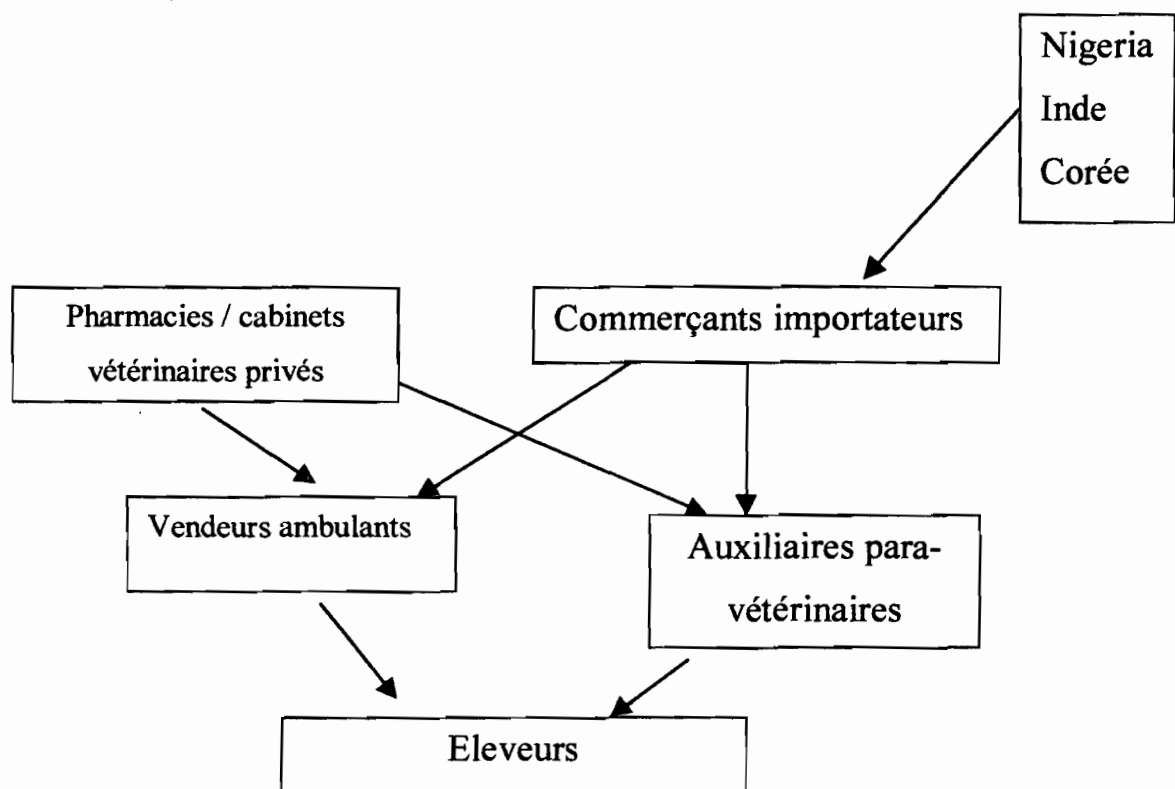 Nigeria
Inde
Corée
Pharmacies / cabinets
vétérinaires privés
Commerçants importateurs
Vendeurs ambulants
Auxiliaires para-
vétérinaires
Eleveurs